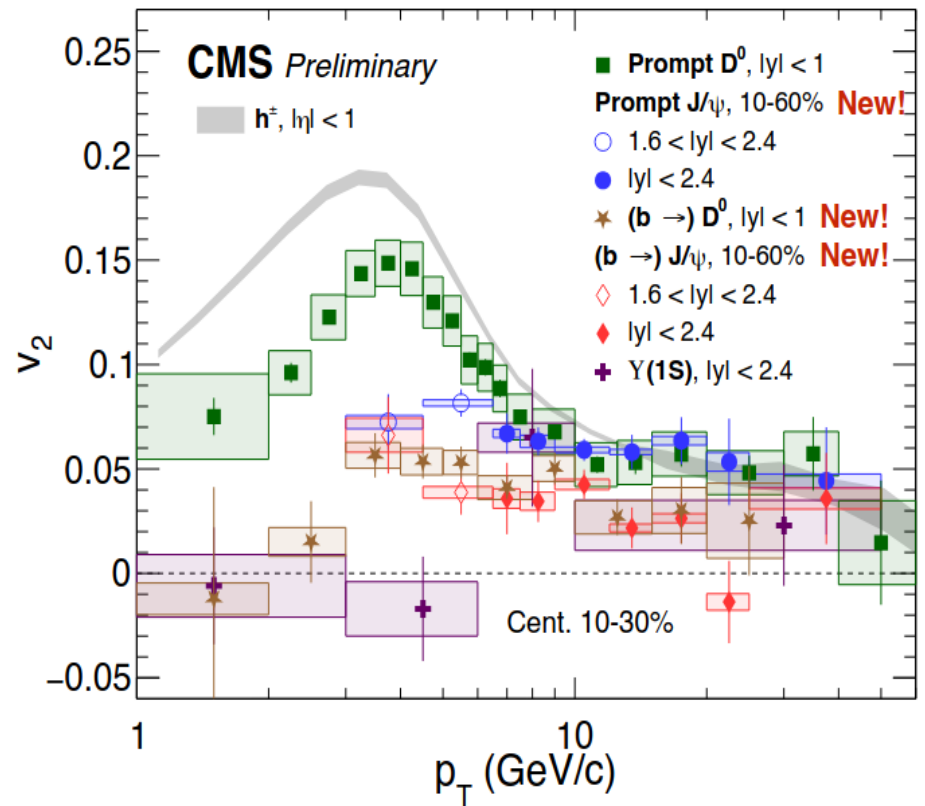 CMS Preliminary
h±, |η| < 1
Prompt D⁰, |y| < 1
Prompt J/ψ, 10-60% New!
1.6 < |y| < 2.4
|y| < 2.4
(b →) D⁰, |y| < 1 New!
(b →) J/ψ, 10-60% New!
1.6 < |y| < 2.4
|y| < 2.4
ϒ(1S), |y| < 2.4
Cent. 10-30%
v₂
0.25
0.2
0.15
0.1
0.05
0
−0.05
1
10
p_T (GeV/c)